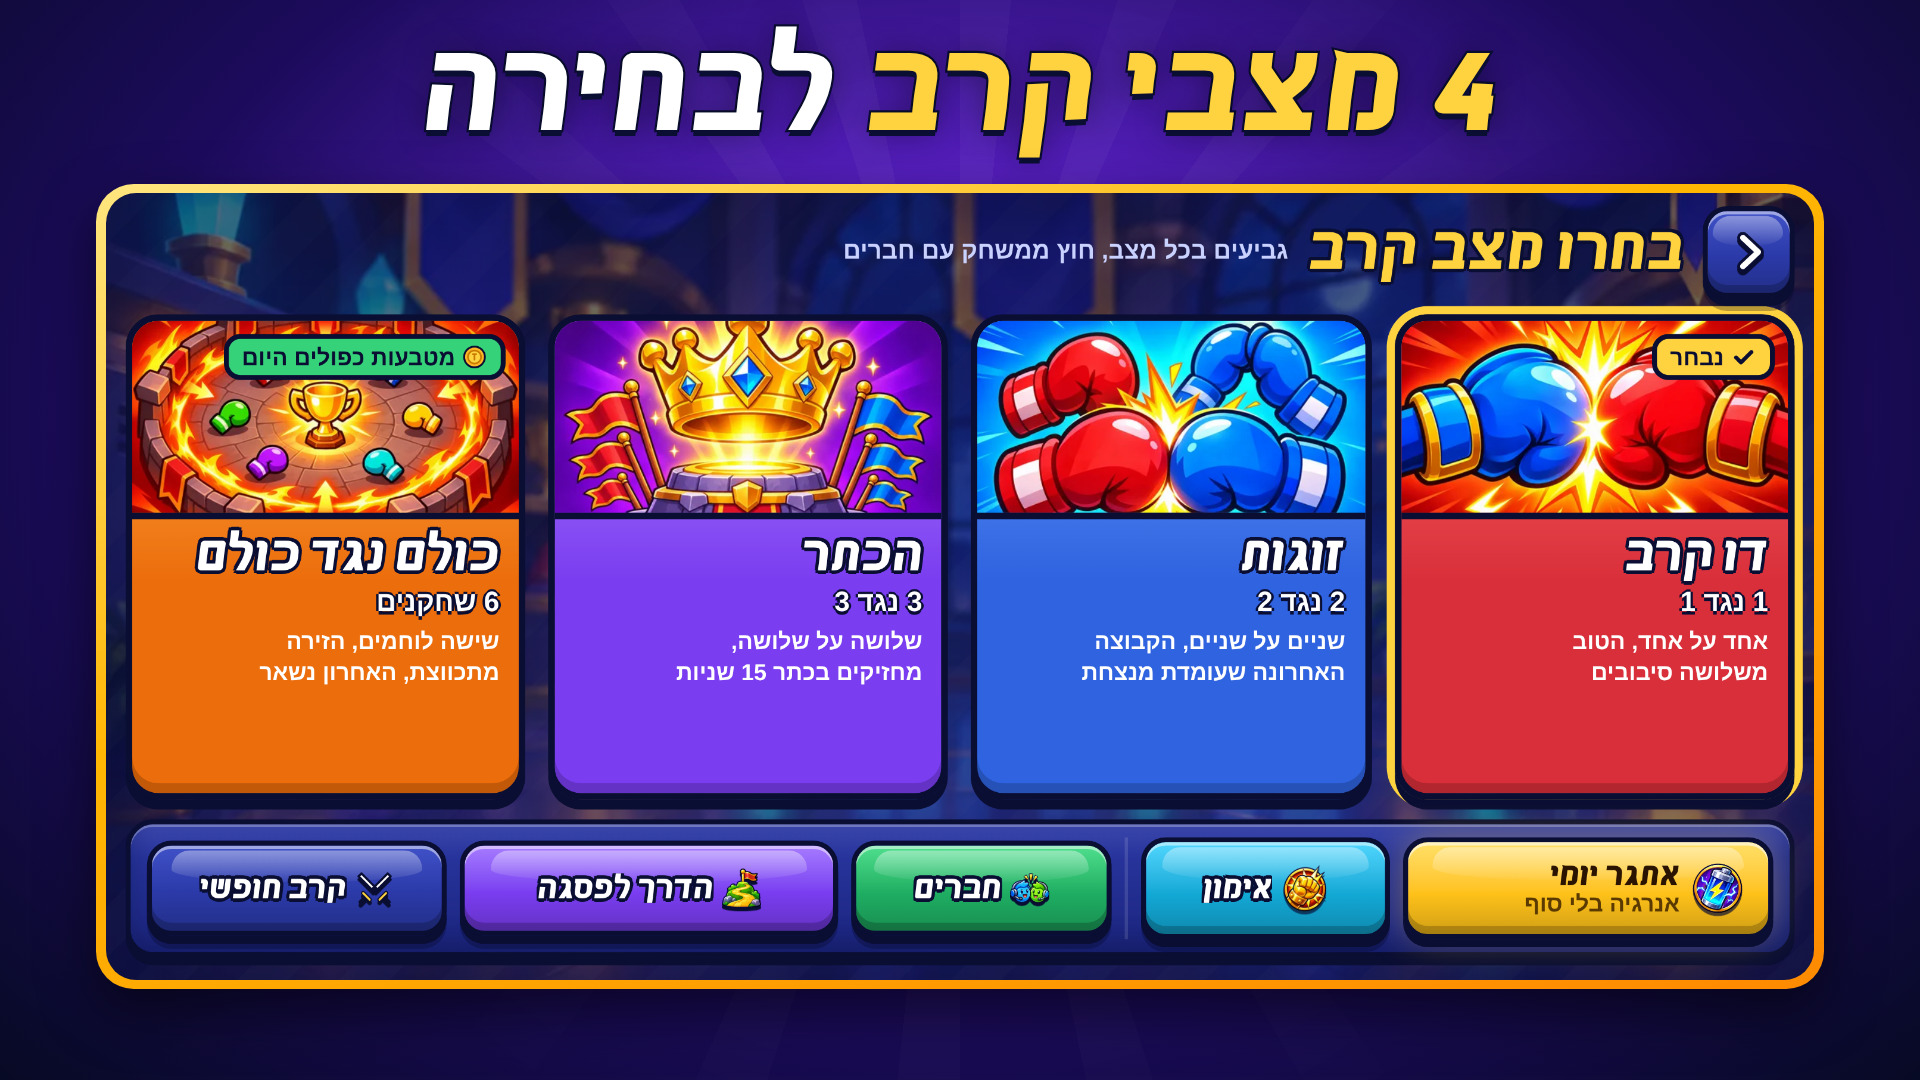 4 מצבי קרב לבחירה
בחרו מצב קרב
גביעים בכל מצב, חוץ ממשחק עם חברים
נבחר
דו קרב
1 נגד 1
אחד על אחד, הטוב
משלושה סיבובים
זוגות
2 נגד 2
שניים על שניים, הקבוצה
האחרונה שעומדת מנצחת
הכתר
3 נגד 3
שלושה על שלושה,
מחזיקים בכתר 15 שניות
מטבעות כפולים היום
כולם נגד כולם
6 שחקנים
שישה לוחמים, הזירה
מתכווצת, האחרון נשאר
אתגר יומי
אנרגיה בלי סוף
אימון
חברים
הדרך לפסגה
קרב חופשי